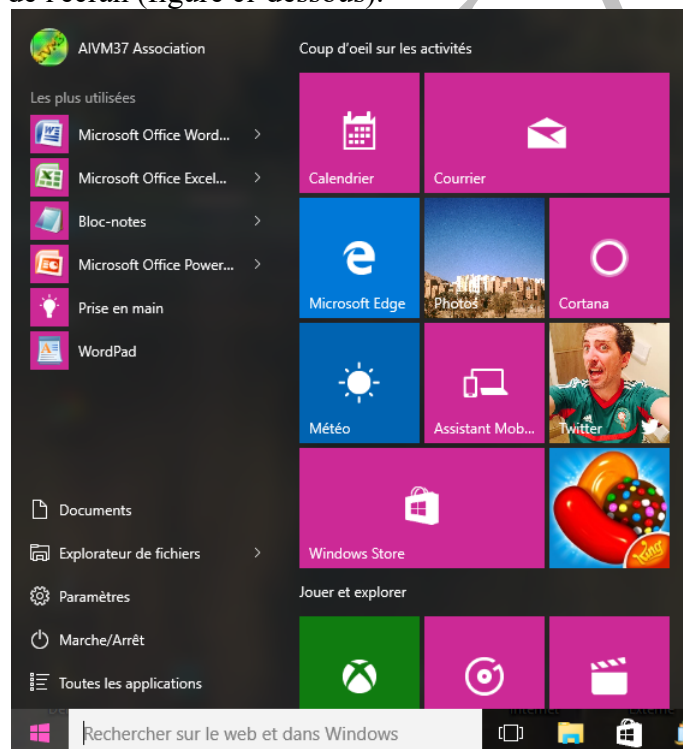 de l'écran (figure ci-dessous).
AIVM37 Association
Les plus utilisées
Microsoft Office Word...
Microsoft Office Excel...
Bloc-notes
Microsoft Office Power...
Prise en main
WordPad
Documents
Explorateur de fichiers
Paramètres
Marche/Arrêt
Toutes les applications
Rechercher sur le web et dans Windows
Coup d'oeil sur les activités
Calendrier
Courrier
Microsoft Edge
Photos
Cortana
Météo
Assistant Mob...
Twitter
Windows Store
King
Jouer et explorer